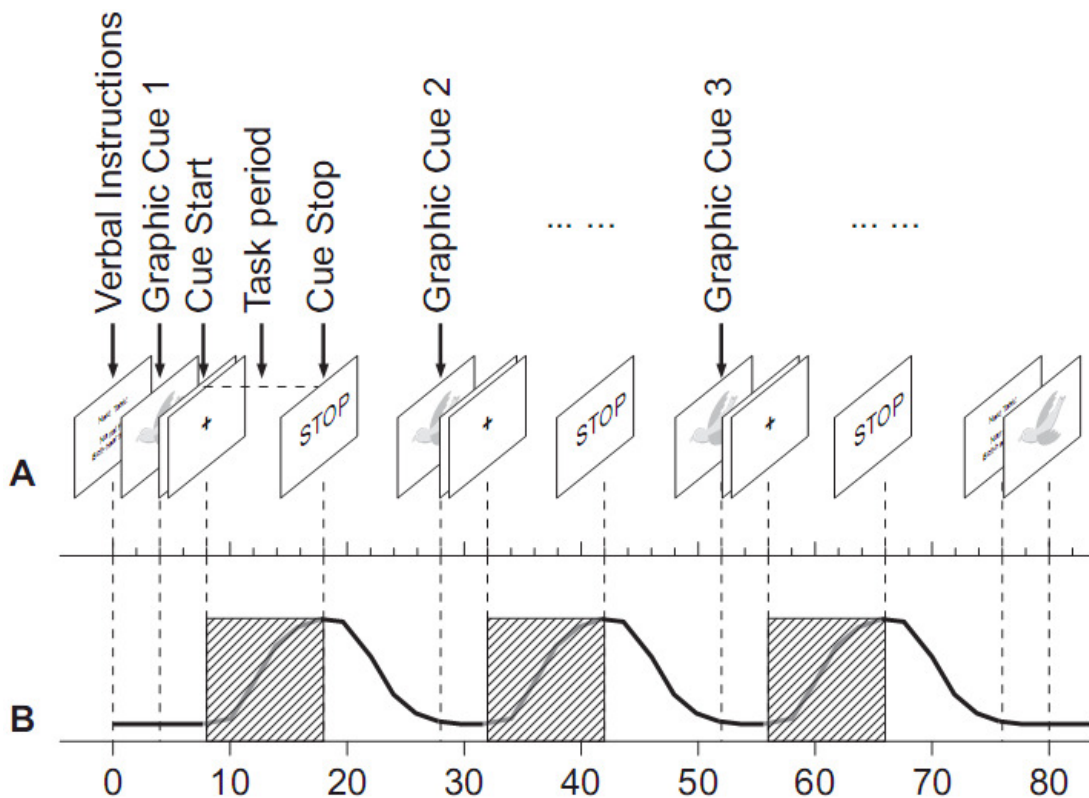 Verbal Instructions
Graphic Cue 1
Cue Start
Task period
Cue Stop
Graphic Cue 2
... ...
Graphic Cue 3
... ...
x
STOP
x
STOP
x
STOP
A
B
0 10 20 30 40 50 60 70 80